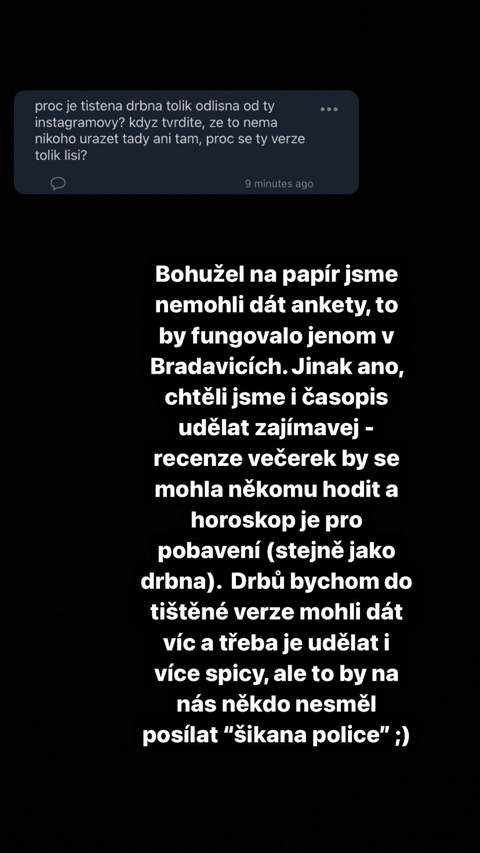 proc je tistena drbna tolik odlisna od ty
instagramovy? kdyz tvrdite, ze to nema
nikoho urazet tady ani tam, proc se ty verze
tolik lisi?
9 minutes ago
Bohužel na papír jsme
nemohli dát ankety, to
by fungovalo jenom v
Bradavicích. Jinak ano,
chtěli jsme i časopis
udělat zajímavej -
recenze večerek by se
mohla někomu hodit a
horoskop je pro
pobavení (stejně jako
drbna).  Drbů bychom do
tištěné verze mohli dát
víc a třeba je udělat i
více spicy, ale to by na
nás někdo nesměl
posílat “šikana police” ;)